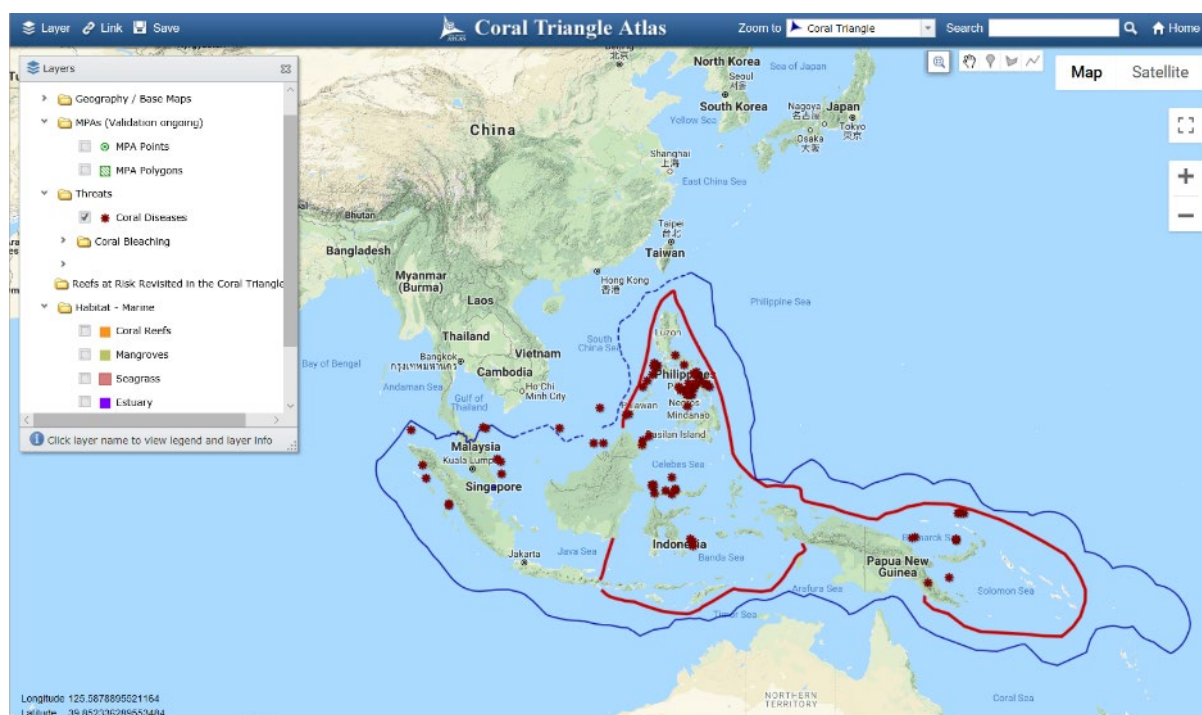 Layer Link Save
Coral Triangle Atlas
ATLAS
Zoom to Coral Triangle
Search
Home
Layers
Geography / Base Maps
MPAs (Validation ongoing)
MPA Points
MPA Polygons
Threats
Coral Diseases
Coral Bleaching
Reefs at Risk Revisited in the Coral Triangle
Habitat - Marine
Coral Reefs
Mangroves
Seagrass
Estuary
Click layer name to view legend and layer info
Map Satellite
北京
North Korea
Sea of Japan
Seoul
서울
South Korea
Yellow Sea
Nagoya
名古屋
Japan
Tokyo
東京
Osaka
大阪
China
Shanghai
上海
East China Sea
Bhutan
Bangladesh
Taipei
台北
Taiwan
Hong Kong
香港
Myanmar
(Burma)
Laos
Philippine Sea
Thailand
Vietnam
South
China Sea
Luzon
Bay of Bengal
Bangkok
กรุงเทพมหานคร
Cambodia
Ho Chi
Minh City
Andaman Sea
Gulf of
Thailand
Philippines
Palawan
Negros
Mindanao
Basilan Island
Malaysia
Kuala Lumpur
Celebes Sea
Singapore
Indonesia
Jakarta
Java Sea
Banda Sea
Bismarck Sea
Papua New
Guinea
Arafura Sea
Solomon Sea
Timor Sea
NORTHERN
TERRITORY
Coral Sea
Longitude 125.5878895521164
Latitude 39.852336289553484